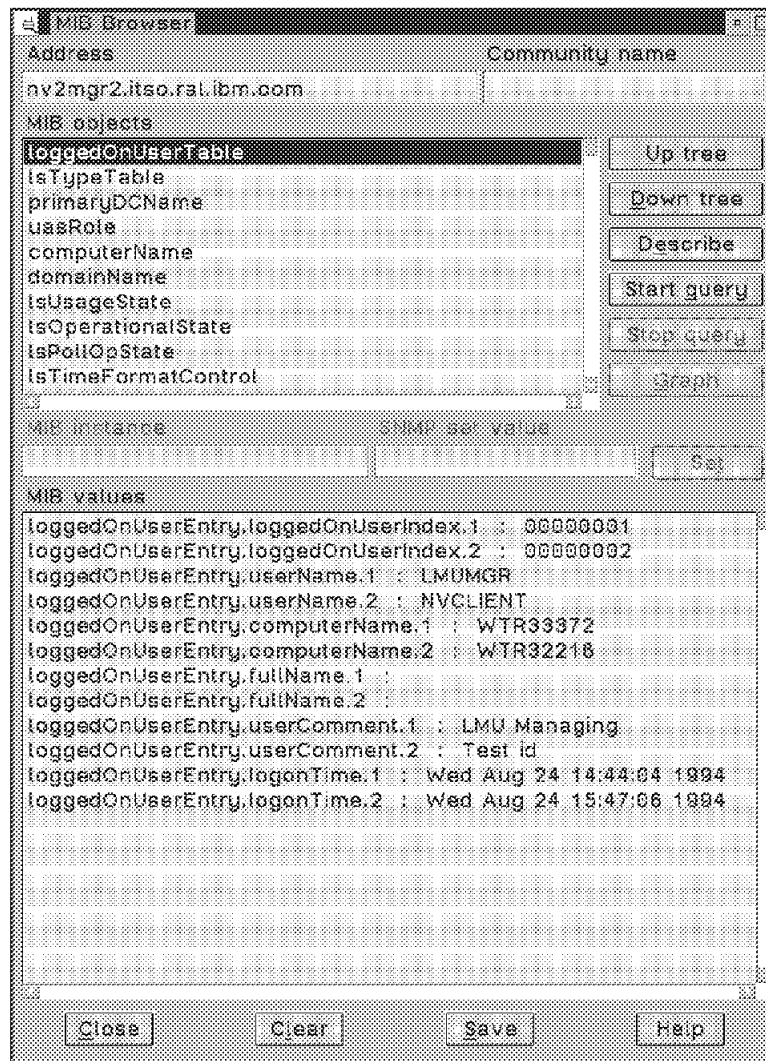 MIB Browser
Address Community name
nv2mgr2.itso.ral.ibm.com
MIB objects
loggedOnUserTable
lsTypeTable
primaryDCName
uasRole
computerName
domainName
lsUsageState
lsOperationalState
lsPollOpState
lsTimeFormatControl
Up tree
Down tree
Describe
Start query
Stop query
Graph
MIB instance SNMP set value
Set
MIB values
loggedOnUserEntry.loggedOnUserIndex.1 : 00000001
loggedOnUserEntry.loggedOnUserIndex.2 : 00000002
loggedOnUserEntry.userName.1 : LMUMGR
loggedOnUserEntry.userName.2 : NVCLIENT
loggedOnUserEntry.computerName.1 : WTR33372
loggedOnUserEntry.computerName.2 : WTR32218
loggedOnUserEntry.fullName.1 :
loggedOnUserEntry.fullName.2 :
loggedOnUserEntry.userComment.1 : LMU Managing
loggedOnUserEntry.userComment.2 : Test id
loggedOnUserEntry.logonTime.1 : Wed Aug 24 14:44:04 1994
loggedOnUserEntry.logonTime.2 : Wed Aug 24 15:47:06 1994
Close Clear Save Help